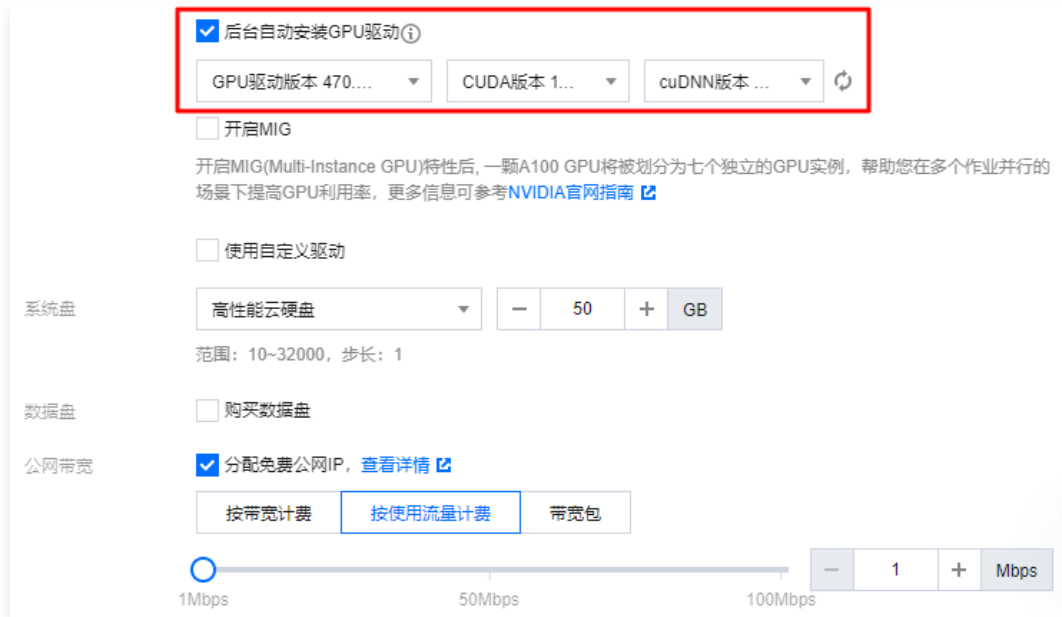 后台自动安装GPU驱动
GPU驱动版本 470.... CUDA版本 1... cuDNN版本 ...
开启MIG
开启MIG(Multi-Instance GPU)特性后, 一颗A100 GPU将被划分为七个独立的GPU实例，帮助您在多个作业并行的
场景下提高GPU利用率，更多信息可参考NVIDIA官网指南
使用自定义驱动
系统盘 高性能云硬盘 − 50 + GB
范围：10~32000，步长：1
数据盘 购买数据盘
公网带宽 分配免费公网IP，查看详情
按带宽计费 按使用流量计费 带宽包
− 1 + Mbps
1Mbps 50Mbps 100Mbps